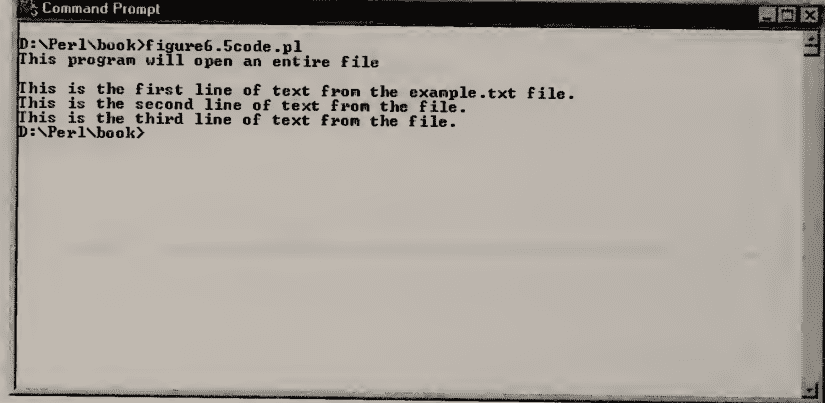 Command Prompt
D:\Perl\book>figure6.5code.pl
This program will open an entire file
This is the first line of text from the example.txt file.
This is the second line of text from the file.
This is the third line of text from the file.
D:\Perl\book>